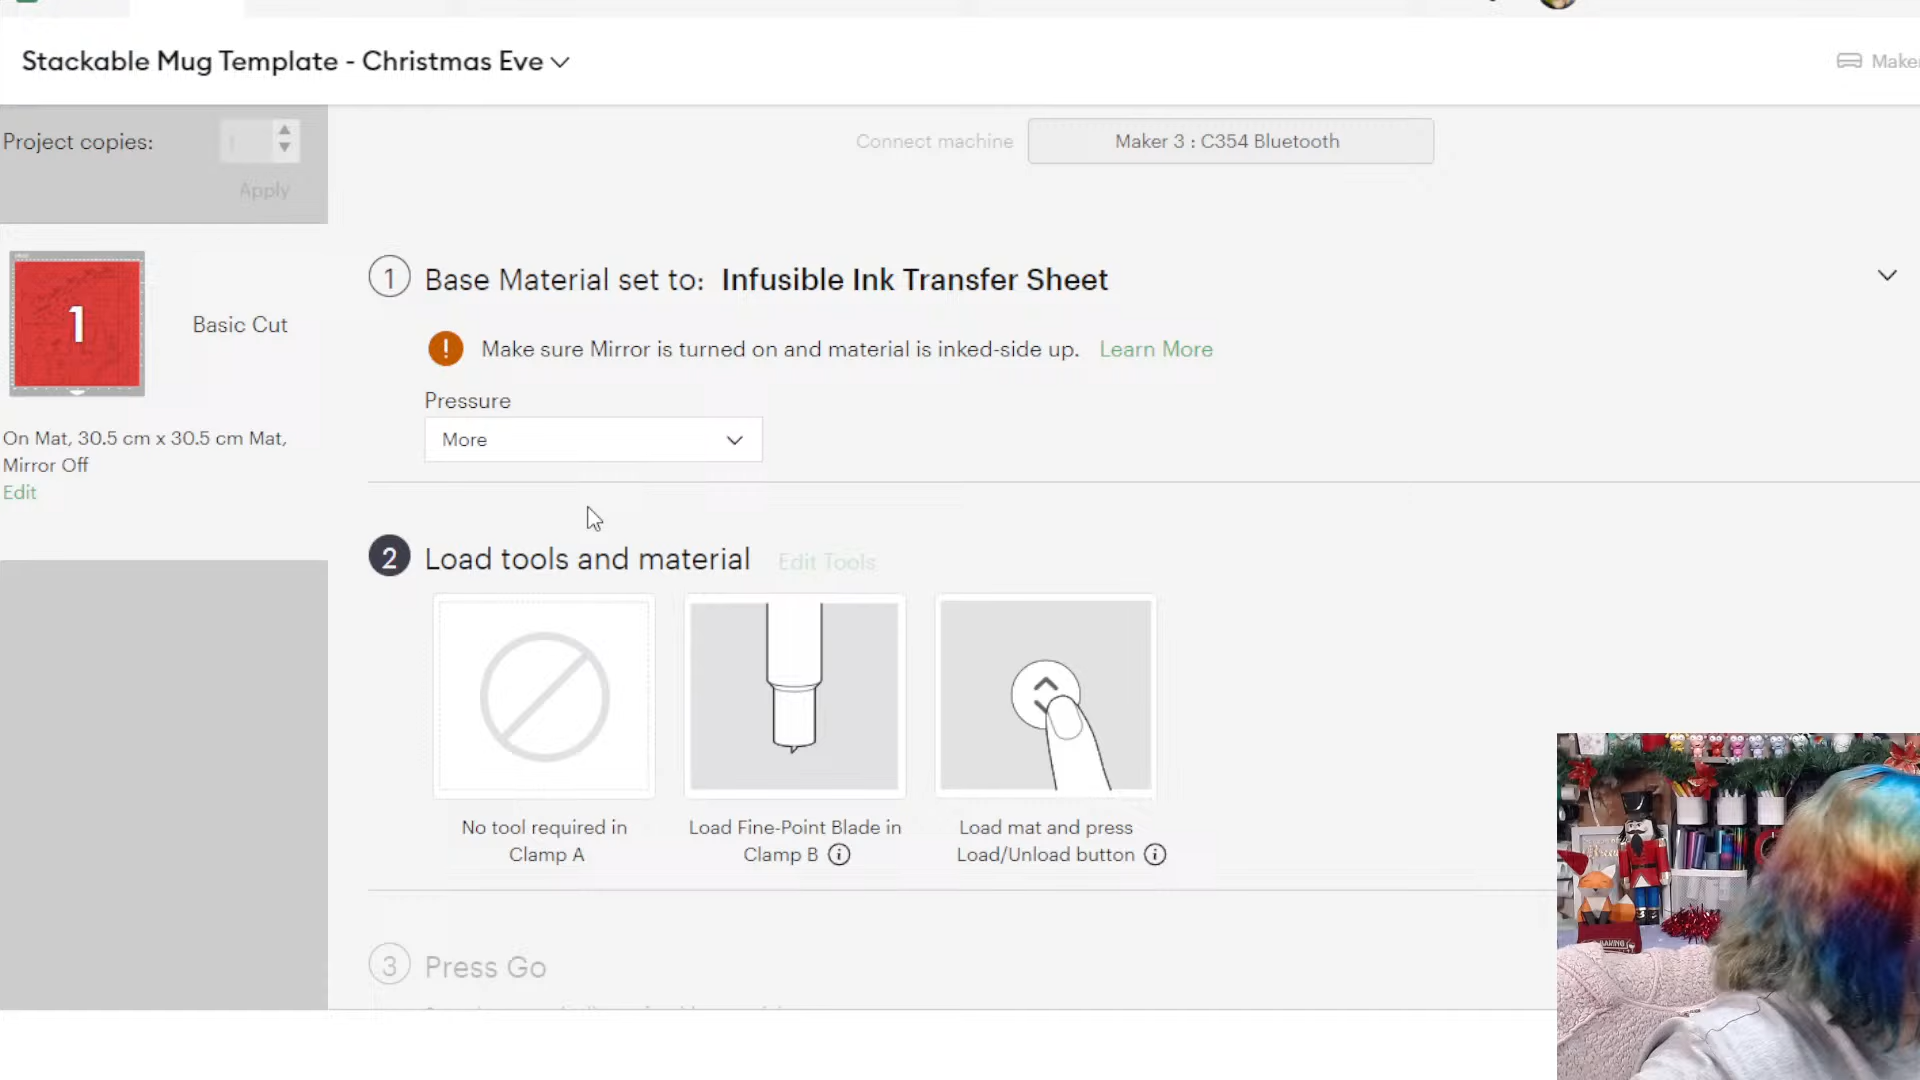 Stackable Mug Template - Christmas Eve
Project copies:
Apply
Connect machine
Maker 3 : C354 Bluetooth
1
Basic Cut
On Mat, 30.5 cm x 30.5 cm Mat,
Mirror Off
Edit
1 Base Material set to: Infusible Ink Transfer Sheet
! Make sure Mirror is turned on and material is inked-side up. Learn More
Pressure
More
2 Load tools and material Edit Tools
No tool required in
Clamp A
Load Fine-Point Blade in
Clamp B
Load mat and press
Load/Unload button
3 Press Go